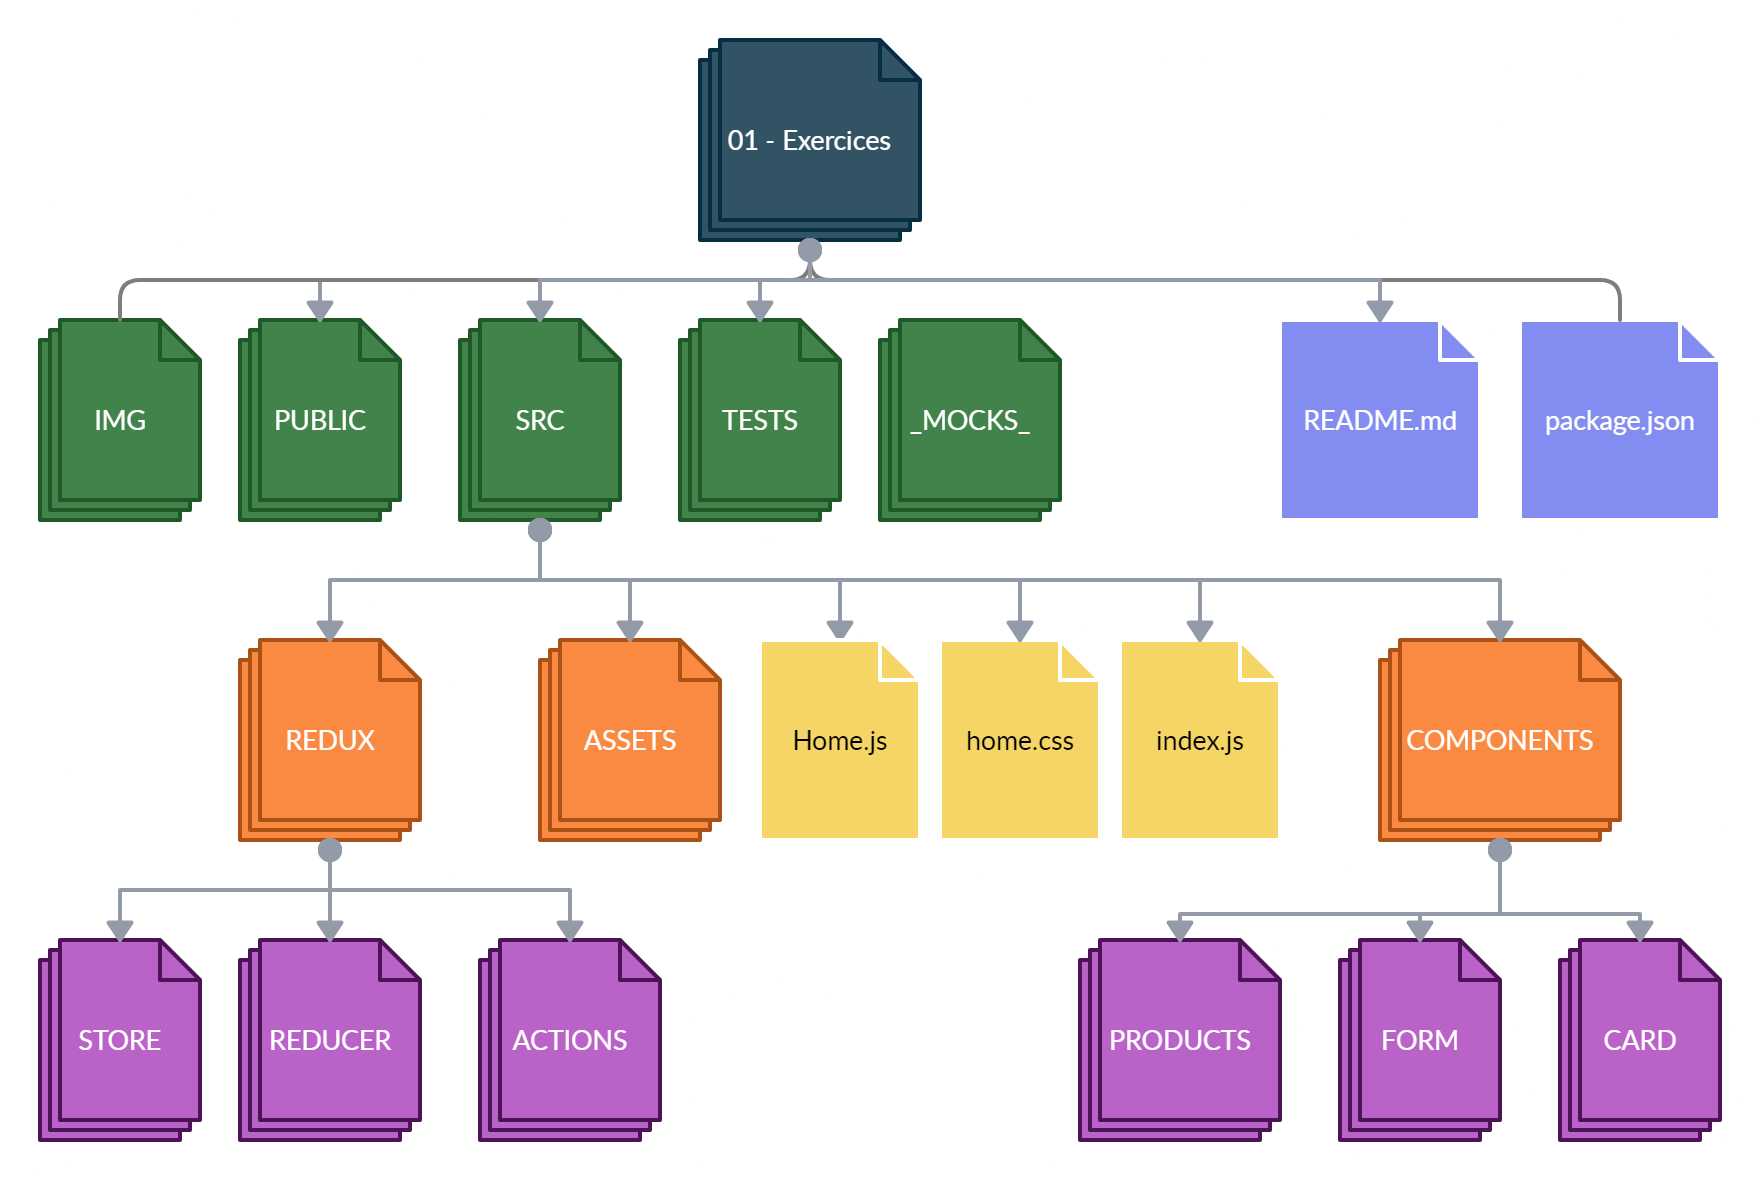 01 - Exercices
IMG
PUBLIC
SRC
TESTS
_MOCKS_
README.md
package.json
REDUX
ASSETS
Home.js
home.css
index.js
COMPONENTS
STORE
REDUCER
ACTIONS
PRODUCTS
FORM
CARD